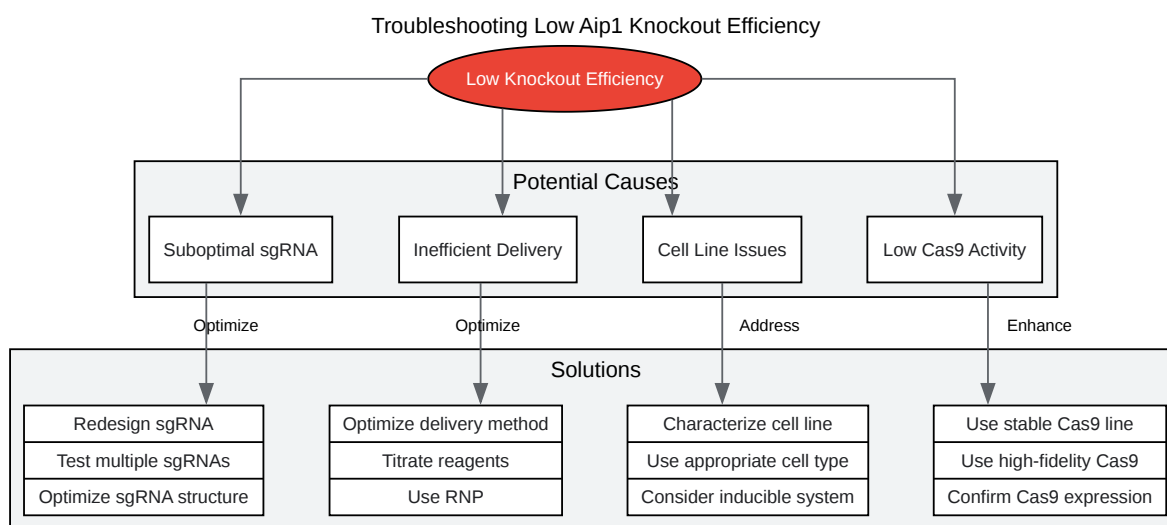 Troubleshooting Low Aip1 Knockout Efficiency
Low Knockout Efficiency
Potential Causes
Suboptimal sgRNA
Inefficient Delivery
Cell Line Issues
Low Cas9 Activity
Optimize
Optimize
Address
Enhance
Solutions
Redesign sgRNA
Test multiple sgRNAs
Optimize sgRNA structure
Optimize delivery method
Titrate reagents
Use RNP
Characterize cell line
Use appropriate cell type
Consider inducible system
Use stable Cas9 line
Use high-fidelity Cas9
Confirm Cas9 expression